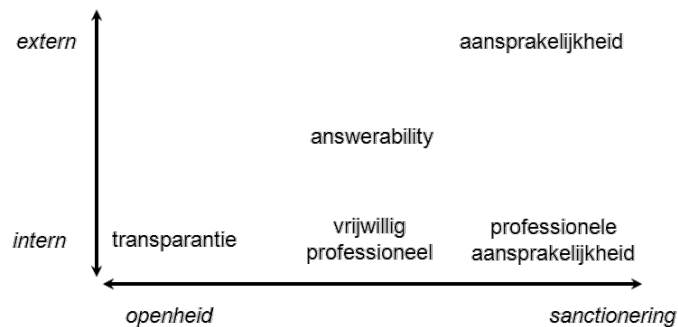 extern aansprakelijkheid
answerability
intern transparantie
vrijwillig
professioneel
professionele
aansprakelijkheid
openheid sanctionering